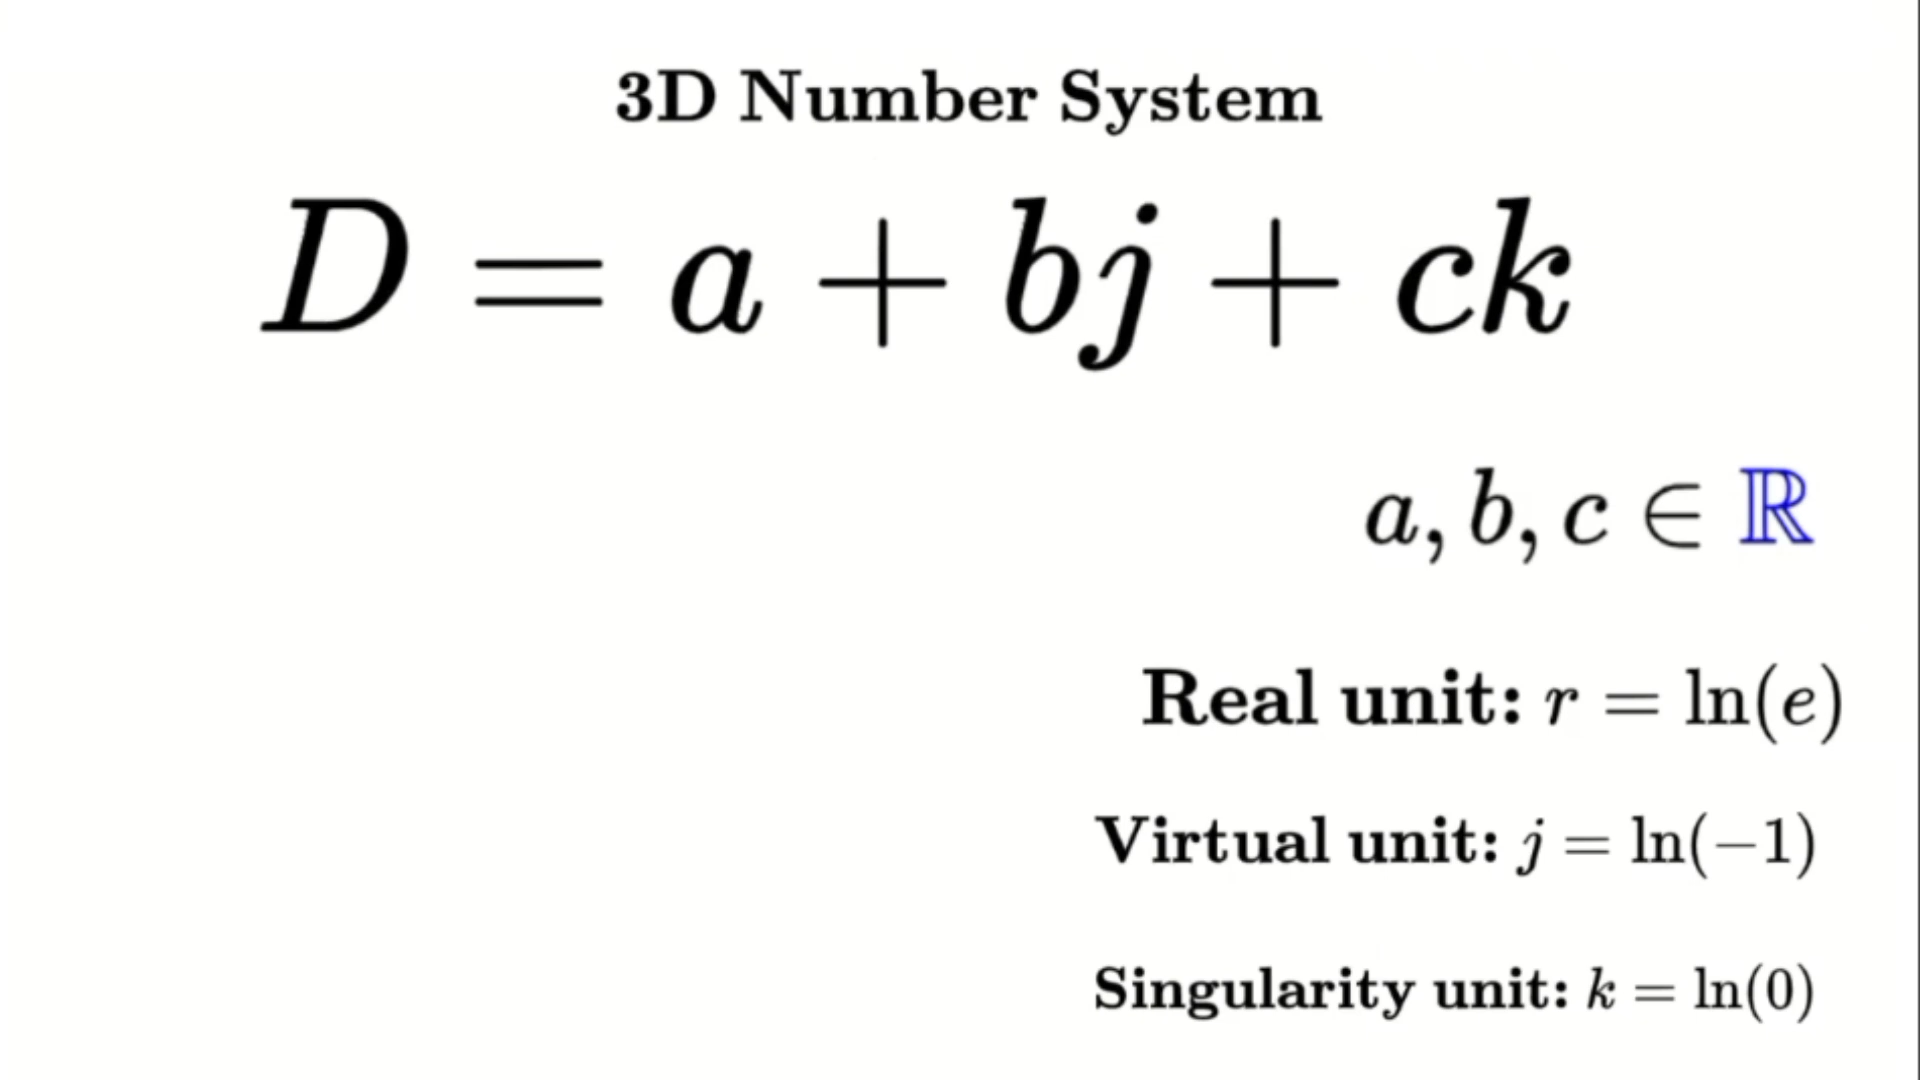 3D Number System
D = a + bj + ck
a, b, c ∈ ℝ
Real unit: r = ln(e)
Virtual unit: j = ln(−1)
Singularity unit: k = ln(0)